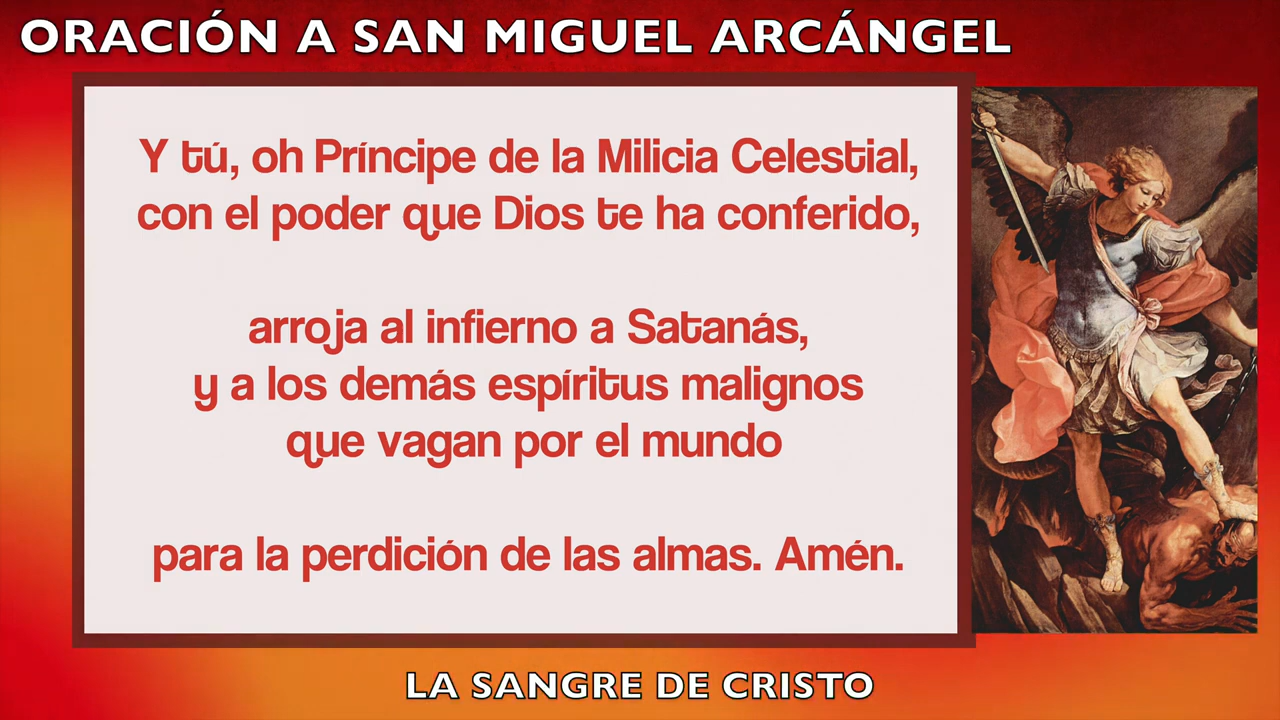 ORACIÓN A SAN MIGUEL ARCÁNGEL
Y tú, oh Príncipe de la Milicia Celestial,
con el poder que Dios te ha conferido,
arroja al infierno a Satanás,
y a los demás espíritus malignos
que vagan por el mundo
para la perdición de las almas. Amén.
LA SANGRE DE CRISTO